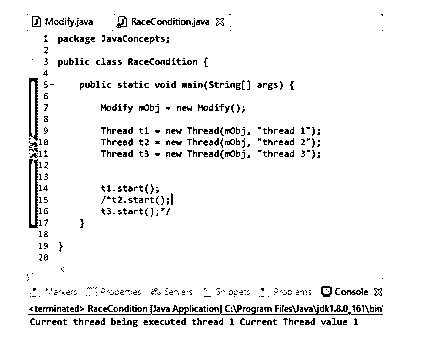 Modify.java RaceCondition.java
1 package JavaConcepts;
2
3 public class RaceCondition {
4
5 public static void main(String[] args) {
6
7 Modify mObj = new Modify();
8
9 Thread t1 = new Thread(mObj, "thread 1");
10 Thread t2 = new Thread(mObj, "thread 2");
11 Thread t3 = new Thread(mObj, "thread 3");
12
13
14 t1.start();
15 /*t2.start();
16 t3.start();*/
17 }
18
19 }
20
Markers Properties Servers Snippets Problems Console
<terminated> RaceCondition [Java Application] C:\Program Files\Java\jdk1.8.0_161\bin
Current thread being executed thread 1 Current Thread value 1